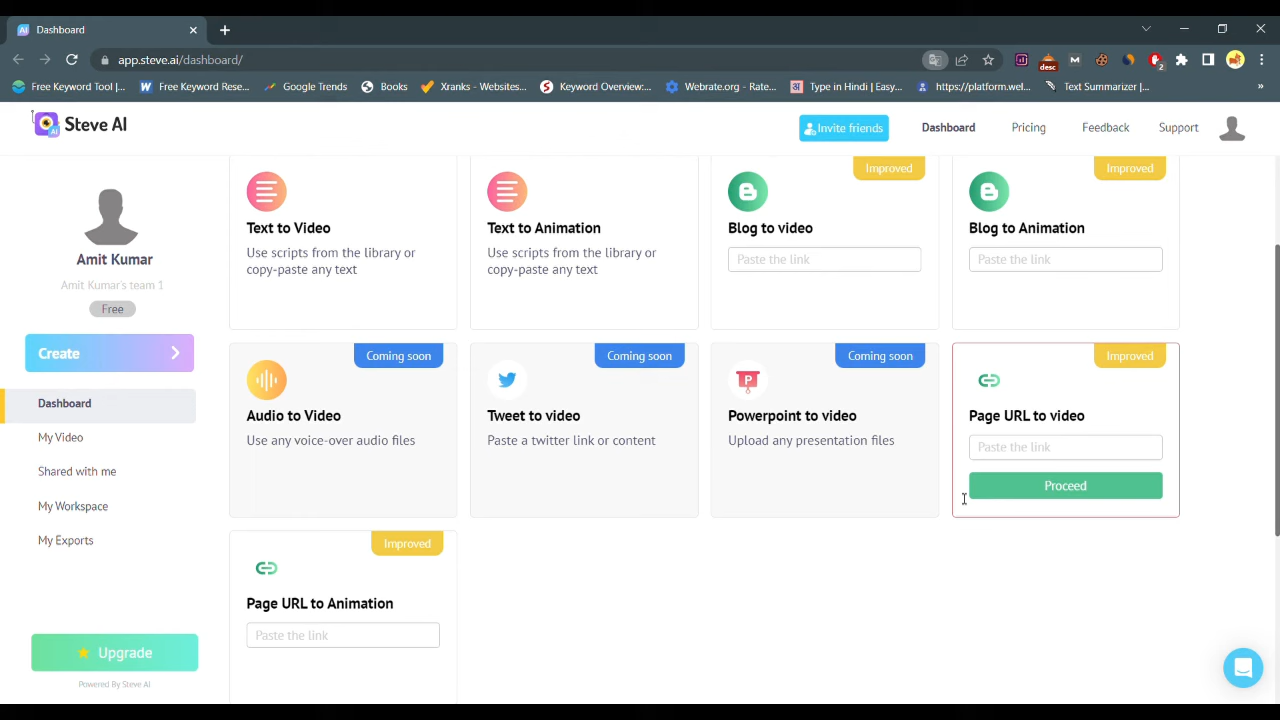 Dashboard
app.steve.ai/dashboard/
desc
2
Free Keyword Tool |...
W Free Keyword Rese...
Google Trends
Books
Xranks - Websites...
Keyword Overview:...
Webrate.org - Rate...
Type in Hindi | Easy...
https://platform.wel...
Text Summarizer |...
»
Steve AI
Invite friends
Dashboard
Pricing
Feedback
Support
Amit Kumar
Amit Kumar's team 1
Free
Create
Dashboard
My Video
Shared with me
My Workspace
My Exports
Upgrade
Powered By Steve AI
Text to Video
Use scripts from the library or
copy-paste any text
Text to Animation
Use scripts from the library or
copy-paste any text
Improved
Blog to video
Paste the link
Improved
Blog to Animation
Paste the link
Coming soon
Audio to Video
Use any voice-over audio files
Coming soon
Tweet to video
Paste a twitter link or content
Coming soon
P
Powerpoint to video
Upload any presentation files
Improved
Page URL to video
Paste the link
Proceed
Improved
Page URL to Animation
Paste the link